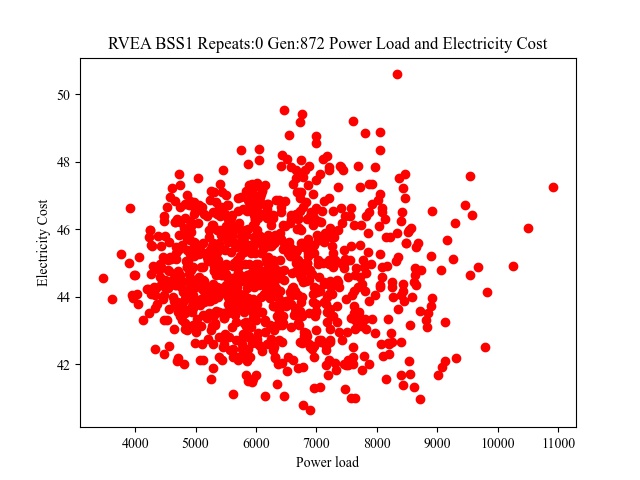 RVEA BSS1 Repeats:0 Gen:872 Power Load and Electricity Cost
50
48
46
44
42
Electricity Cost
4000 5000 6000 7000 8000 9000 10000 11000
Power load